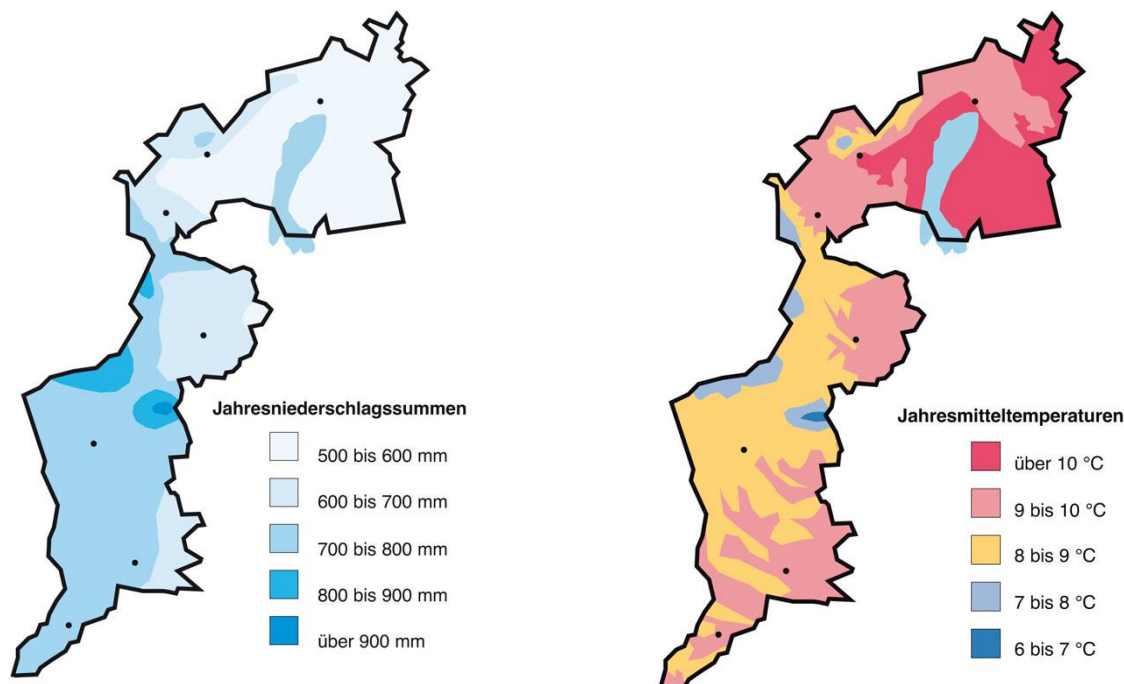 Jahresniederschlagssummen
500 bis 600 mm
600 bis 700 mm
700 bis 800 mm
800 bis 900 mm
über 900 mm
Jahresmitteltemperaturen
über 10 °C
9 bis 10 °C
8 bis 9 °C
7 bis 8 °C
6 bis 7 °C